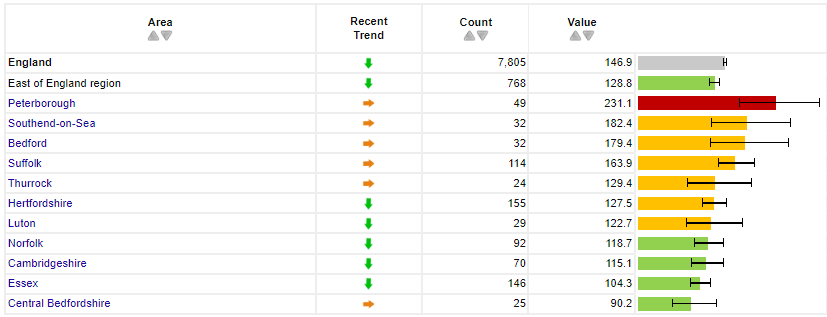 Area Recent Trend Count Value
England 7,805 146.9
East of England region 768 128.8
Peterborough 49 231.1
Southend-on-Sea 32 182.4
Bedford 32 179.4
Suffolk 114 163.9
Thurrock 24 129.4
Hertfordshire 155 127.5
Luton 29 122.7
Norfolk 92 118.7
Cambridgeshire 70 115.1
Essex 146 104.3
Central Bedfordshire 25 90.2